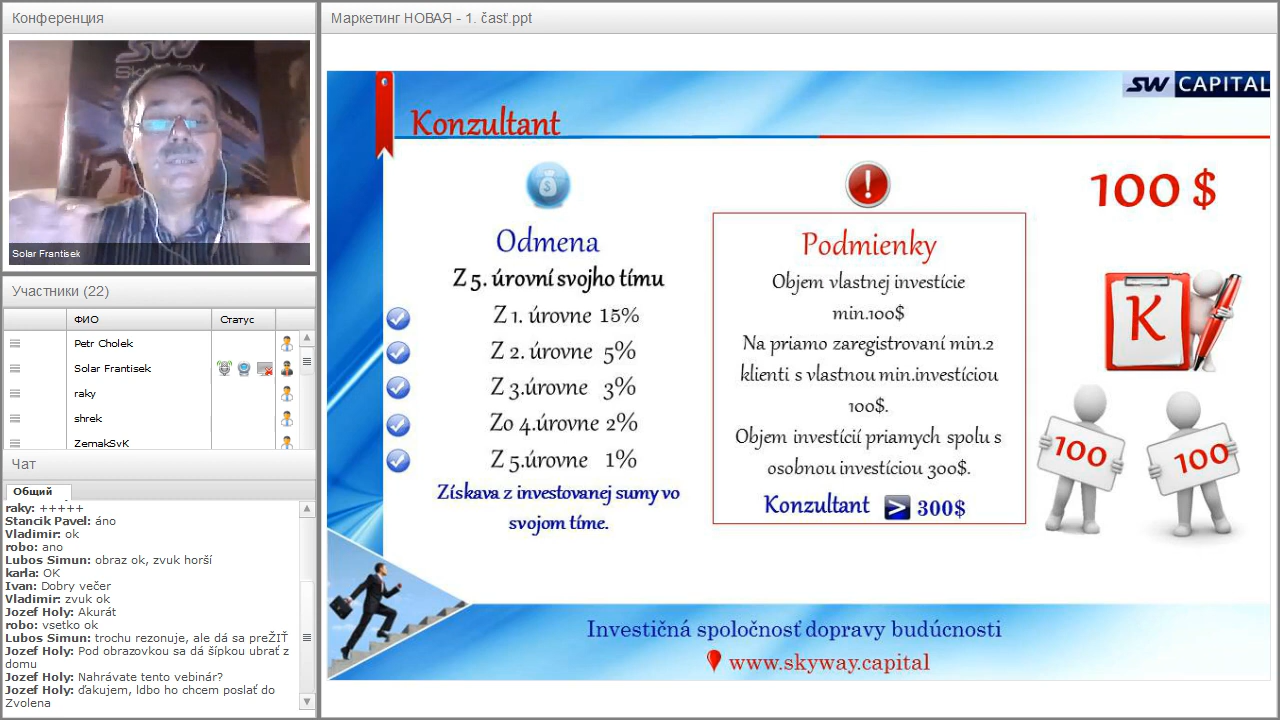 Конференция
SW
SkyWay
Solar Frantisek
Участники (22)
ФИО
Статус
Petr Cholek
Solar Frantisek
raky
shrek
ZemakSvK
Чат
Общий
raky: +++++
Stancik Pavel: áno
Vladimir: ok
robo: ano
Lubos Simun: obraz ok, zvuk horší
karla: OK
Ivan: Dobry večer
Vladimir: zvuk ok
Jozef Holy: Akurát
robo: vsetko ok
Lubos Simun: trochu rezonuje, ale dá sa preŽIŤ
Jozef Holy: Pod obrazovkou sa dá šípkou ubrať z
domu
Jozef Holy: Nahrávate tento vebinár?
Jozef Holy: ďakujem, ldbo ho chcem poslať do
Zvolena
Маркетинг НОВАЯ - 1. časť.ppt
SW CAPITAL
Konzultant
$
Odmena
Z 5. úrovní svojho tímu
Z 1. úrovne 15%
Z 2. úrovne 5%
Z 3.úrovne 3%
Zo 4.úrovne 2%
Z 5.úrovne 1%
Získava z investovanej sumy vo
svojom tíme.
!
Podmienky
Objem vlastnej investície
min.100$
Na priamo zaregistrovaní min.2
klienti s vlastnou min.investíciou
100$.
Objem investícií priamych spolu s
osobnou investíciou 300$.
Konzultant > 300$
100 $
K
100
100
Investičná spoločnosť dopravy budúcnosti
www.skyway.capital